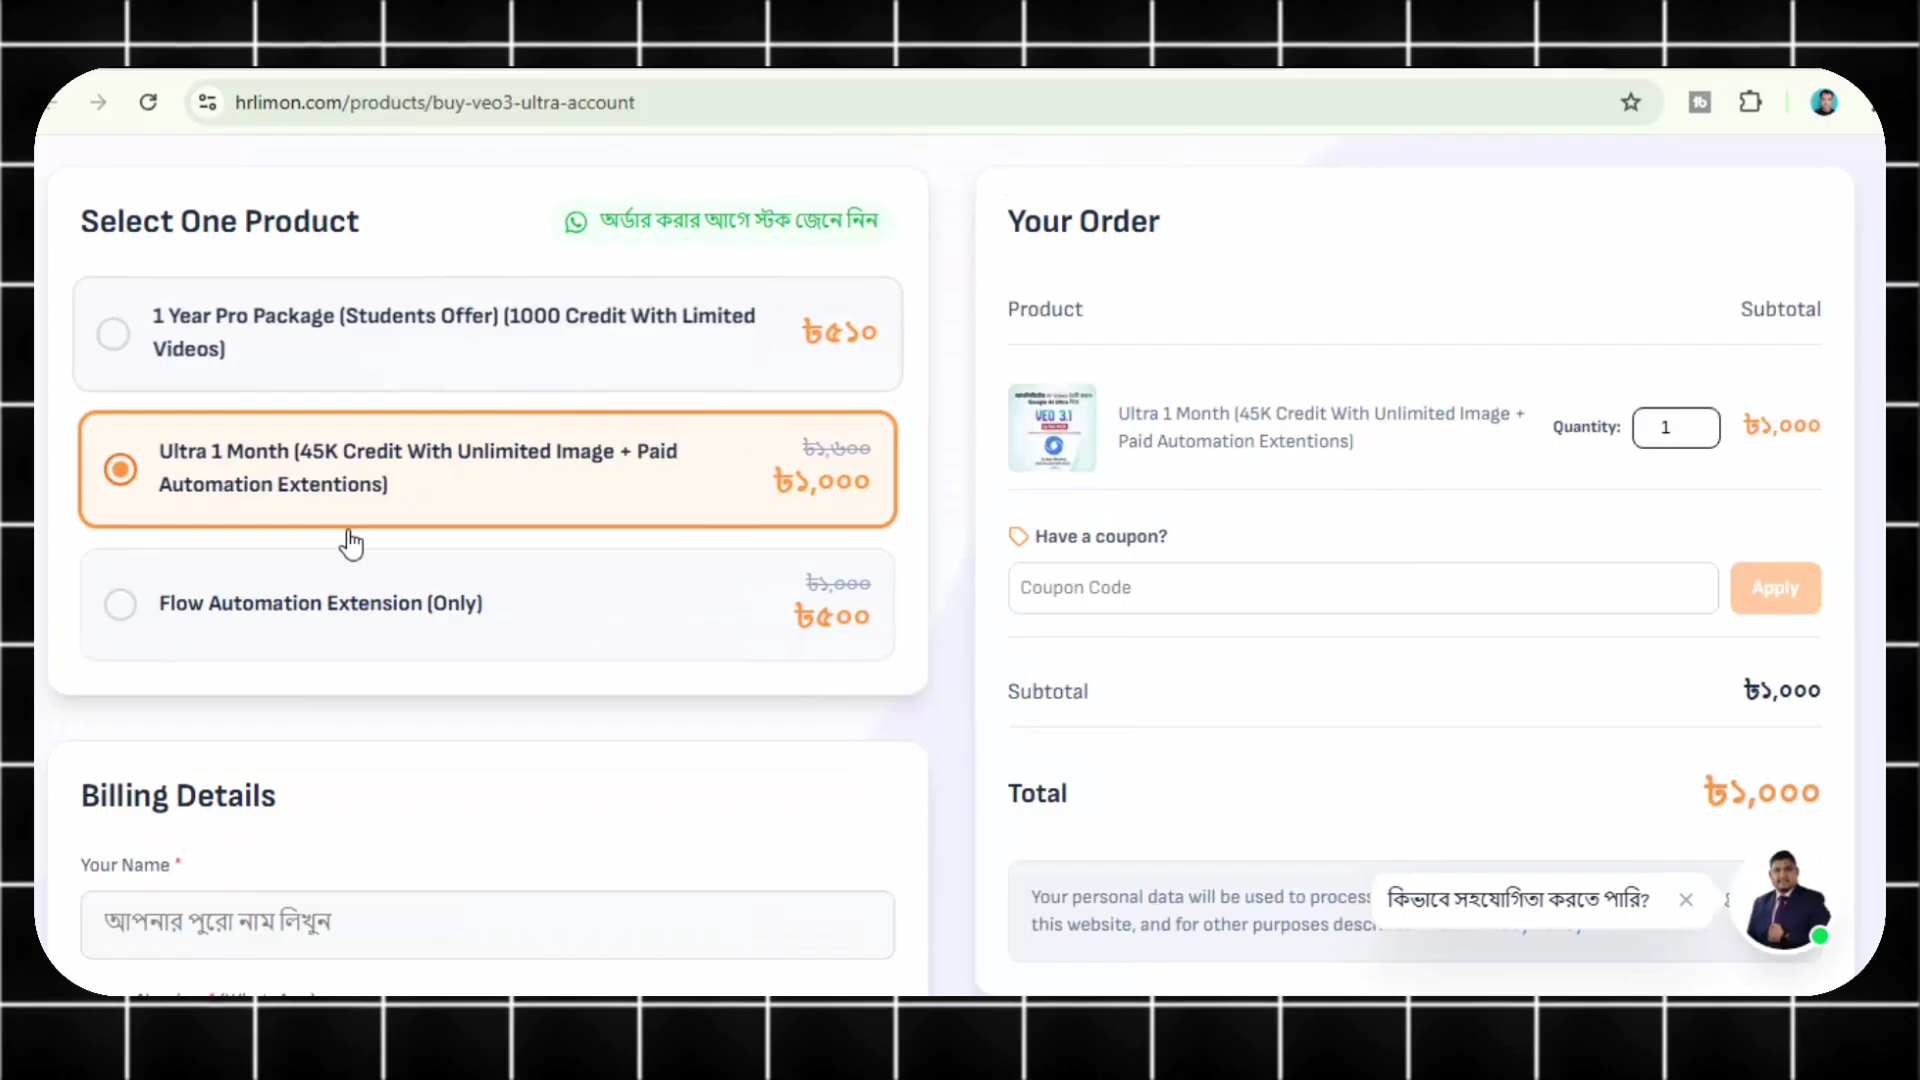 hrlimon.com/products/buy-veo3-ultra-account
Select One Product
অর্ডার করার আগে স্টক জেনে নিন
1 Year Pro Package (Students Offer) (1000 Credit With Limited
Videos)
৳৫১০
Ultra 1 Month (45K Credit With Unlimited Image + Paid
Automation Extentions)
৳১,৬০০
৳১,০০০
Flow Automation Extension (Only)
৳১,০০০
৳৫০০
Billing Details
Your Name *
আপনার পুরো নাম লিখুন
Your Order
Product Subtotal
VEO 3.1
Ultra 1 Month (45K Credit With Unlimited Image +
Paid Automation Extentions)
Quantity: 1 ৳১,০০০
Have a coupon?
Coupon Code
Apply
Subtotal ৳১,০০০
Total ৳১,০০০
Your personal data will be used to process
this website, and for other purposes
কিভাবে সহযোগিতা করতে পারি?